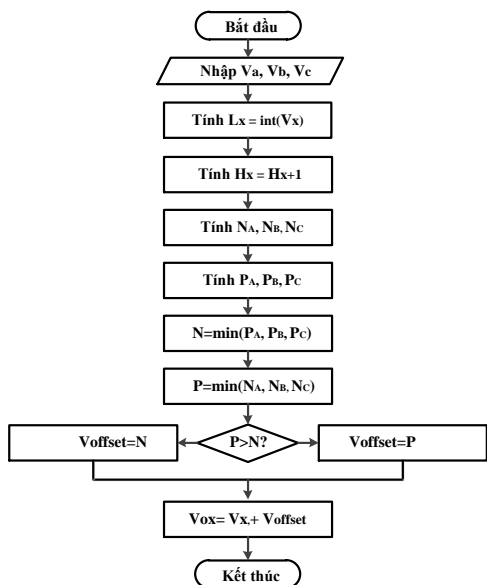 Bắt đầu
Nhập Va, Vb, Vc
Tính Lx = int(Vx)
Tính Hx = Hx+1
Tính NA, NB, NC
Tính PA, PB, PC
N=min(PA, PB, PC)
P=min(NA, NB, NC)
Voffset=N
P>N?
Voffset=P
Vox= Vx,+ Voffset
Kết thúc